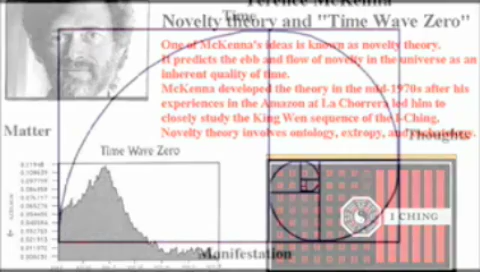 Terence McKenna
Time
Novelty theory and "Time Wave Zero"
One of McKenna's ideas is known as novelty theory.
It predicts the ebb and flow of novelty in the universe as an
inherent quality of time.
McKenna developed the theory in the mid-1970s after his
experiences in the Amazon at La Chorrera led him to
closely study the King Wen sequence of the I-Ching.
Novelty theory involves ontology, extropy, and
Matter
Thoughts
Time Wave Zero
I CHING
Manifestation